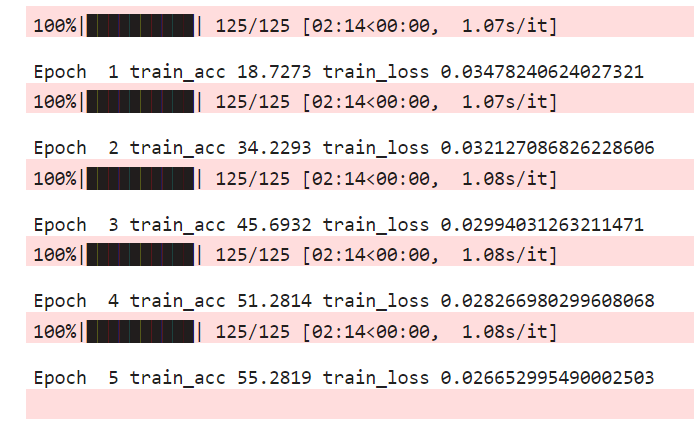 100%|██████████| 125/125 [02:14<00:00,  1.07s/it]
Epoch  1 train_acc 18.7273 train_loss 0.03478240624027321
100%|██████████| 125/125 [02:14<00:00,  1.07s/it]
Epoch  2 train_acc 34.2293 train_loss 0.032127086826228606
100%|██████████| 125/125 [02:14<00:00,  1.08s/it]
Epoch  3 train_acc 45.6932 train_loss 0.02994031263211471
100%|██████████| 125/125 [02:14<00:00,  1.08s/it]
Epoch  4 train_acc 51.2814 train_loss 0.028266980299608068
100%|██████████| 125/125 [02:14<00:00,  1.08s/it]
Epoch  5 train_acc 55.2819 train_loss 0.026652995490002503